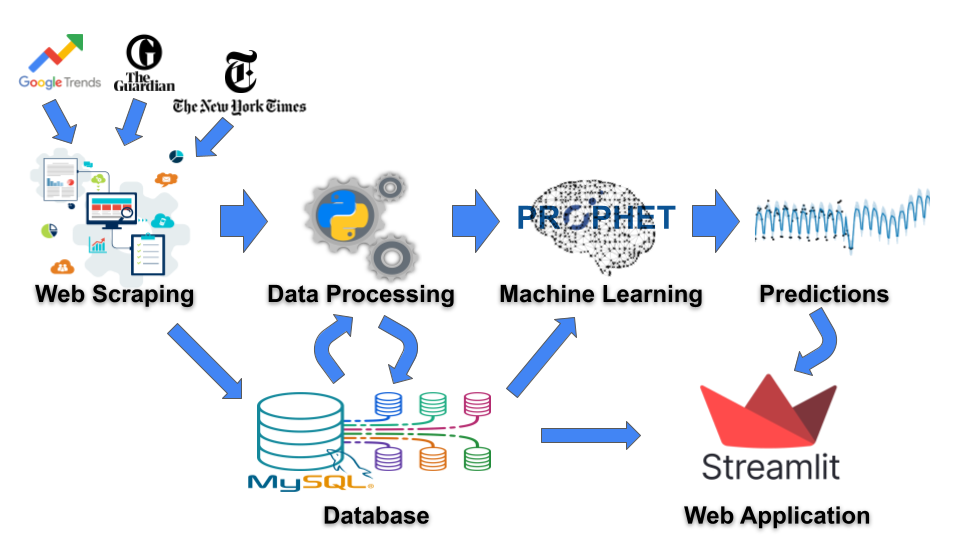 Google Trends
The
Guardian
The New York Times
PROPHET
Web Scraping
Data Processing
Machine Learning
Predictions
MySQL®
Streamlit
Database
Web Application